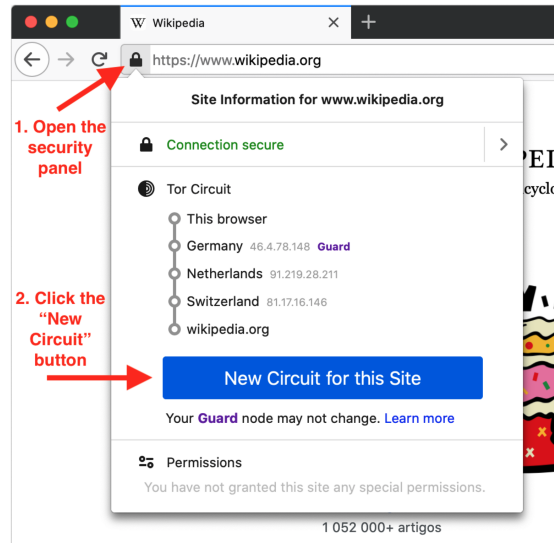 Wikipedia
https://www.wikipedia.org
Site Information for www.wikipedia.org
1. Open the
security
panel
Connection secure
Tor Circuit
This browser
Germany 46.4.78.148 Guard
Netherlands 91.219.28.211
Switzerland 81.17.16.146
wikipedia.org
2. Click the
“New
Circuit”
button
New Circuit for this Site
Your Guard node may not change. Learn more
Permissions
You have not granted this site any special permissions.
1 052 000+ artigos